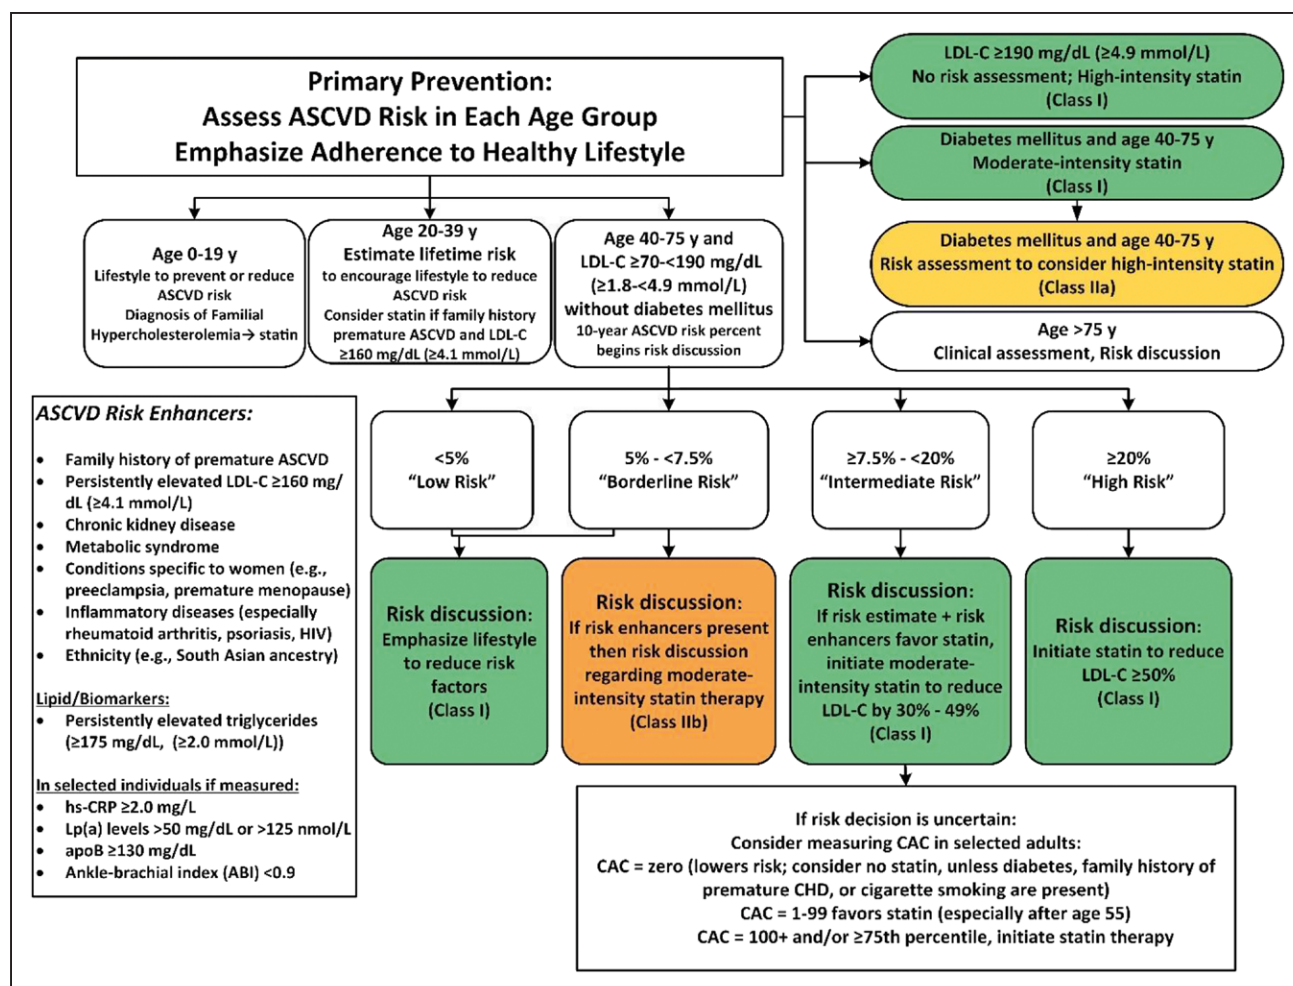 Primary Prevention:
Assess ASCVD Risk in Each Age Group
Emphasize Adherence to Healthy Lifestyle
LDL-C ≥190 mg/dL (≥4.9 mmol/L)
No risk assessment; High-intensity statin
(Class I)
Diabetes mellitus and age 40-75 y
Moderate-intensity statin
(Class I)
Diabetes mellitus and age 40-75 y
Risk assessment to consider high-intensity statin
(Class IIa)
Age >75 y
Clinical assessment, Risk discussion
Age 0-19 y
Lifestyle to prevent or reduce
ASCVD risk
Diagnosis of Familial
Hypercholesterolemia→ statin
Age 20-39 y
Estimate lifetime risk
to encourage lifestyle to reduce
ASCVD risk
Consider statin if family history
premature ASCVD and LDL-C
≥160 mg/dL (≥4.1 mmol/L)
Age 40-75 y and
LDL-C ≥70-<190 mg/dL
(≥1.8-<4.9 mmol/L)
without diabetes mellitus
10-year ASCVD risk percent
begins risk discussion
ASCVD Risk Enhancers:
• Family history of premature ASCVD
• Persistently elevated LDL-C ≥160 mg/
dL (≥4.1 mmol/L)
• Chronic kidney disease
• Metabolic syndrome
• Conditions specific to women (e.g.,
preeclampsia, premature menopause)
• Inflammatory diseases (especially
rheumatoid arthritis, psoriasis, HIV)
• Ethnicity (e.g., South Asian ancestry)
Lipid/Biomarkers:
• Persistently elevated triglycerides
(≥175 mg/dL, (≥2.0 mmol/L))
In selected individuals if measured:
• hs-CRP ≥2.0 mg/L
• Lp(a) levels >50 mg/dL or >125 nmol/L
• apoB ≥130 mg/dL
• Ankle-brachial index (ABI) <0.9
<5%
"Low Risk"
5% - <7.5%
"Borderline Risk"
≥7.5% - <20%
"Intermediate Risk"
≥20%
"High Risk"
Risk discussion:
Emphasize lifestyle
to reduce risk
factors
(Class I)
Risk discussion:
If risk enhancers present
then risk discussion
regarding moderate-
intensity statin therapy
(Class IIb)
Risk discussion:
If risk estimate + risk
enhancers favor statin,
initiate moderate-
intensity statin to reduce
LDL-C by 30% - 49%
(Class I)
Risk discussion:
Initiate statin to reduce
LDL-C ≥50%
(Class I)
If risk decision is uncertain:
Consider measuring CAC in selected adults:
CAC = zero (lowers risk; consider no statin, unless diabetes, family history of
premature CHD, or cigarette smoking are present)
CAC = 1-99 favors statin (especially after age 55)
CAC = 100+ and/or ≥75th percentile, initiate statin therapy